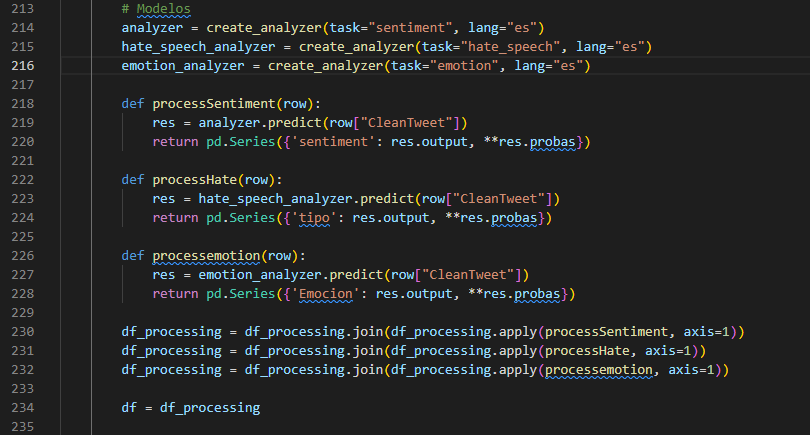 213 # Modelos
214 analyzer = create_analyzer(task="sentiment", lang="es")
215 hate_speech_analyzer = create_analyzer(task="hate_speech", lang="es")
216 emotion_analyzer = create_analyzer(task="emotion", lang="es")
217
218 def processSentiment(row):
219     res = analyzer.predict(row["CleanTweet"])
220     return pd.Series({'sentiment': res.output, **res.probas})
221
222 def processHate(row):
223     res = hate_speech_analyzer.predict(row["CleanTweet"])
224     return pd.Series({'tipo': res.output, **res.probas})
225
226 def processemotion(row):
227     res = emotion_analyzer.predict(row["CleanTweet"])
228     return pd.Series({'Emocion': res.output, **res.probas})
229
230 df_processing = df_processing.join(df_processing.apply(processSentiment, axis=1))
231 df_processing = df_processing.join(df_processing.apply(processHate, axis=1))
232 df_processing = df_processing.join(df_processing.apply(processemotion, axis=1))
233
234 df = df_processing
235